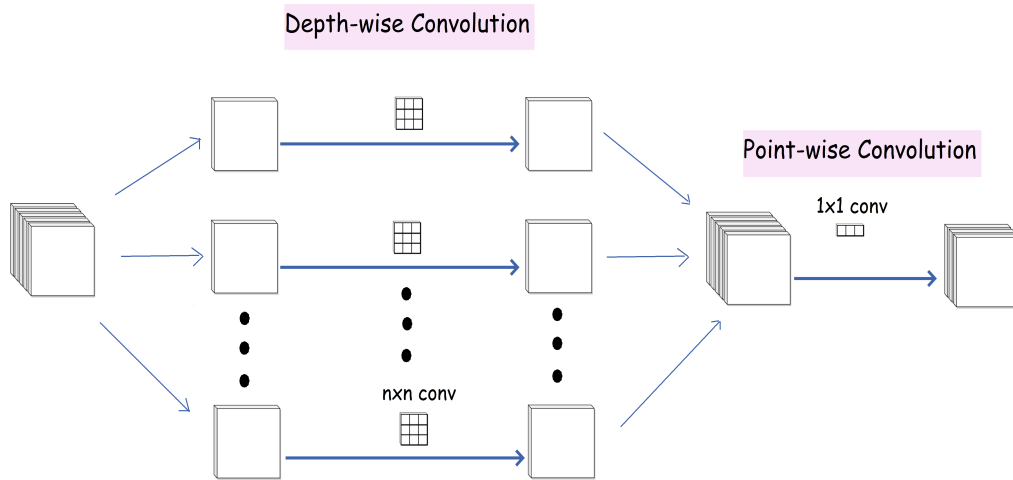 Depth-wise Convolution
Point-wise Convolution
1x1 conv
nxn conv